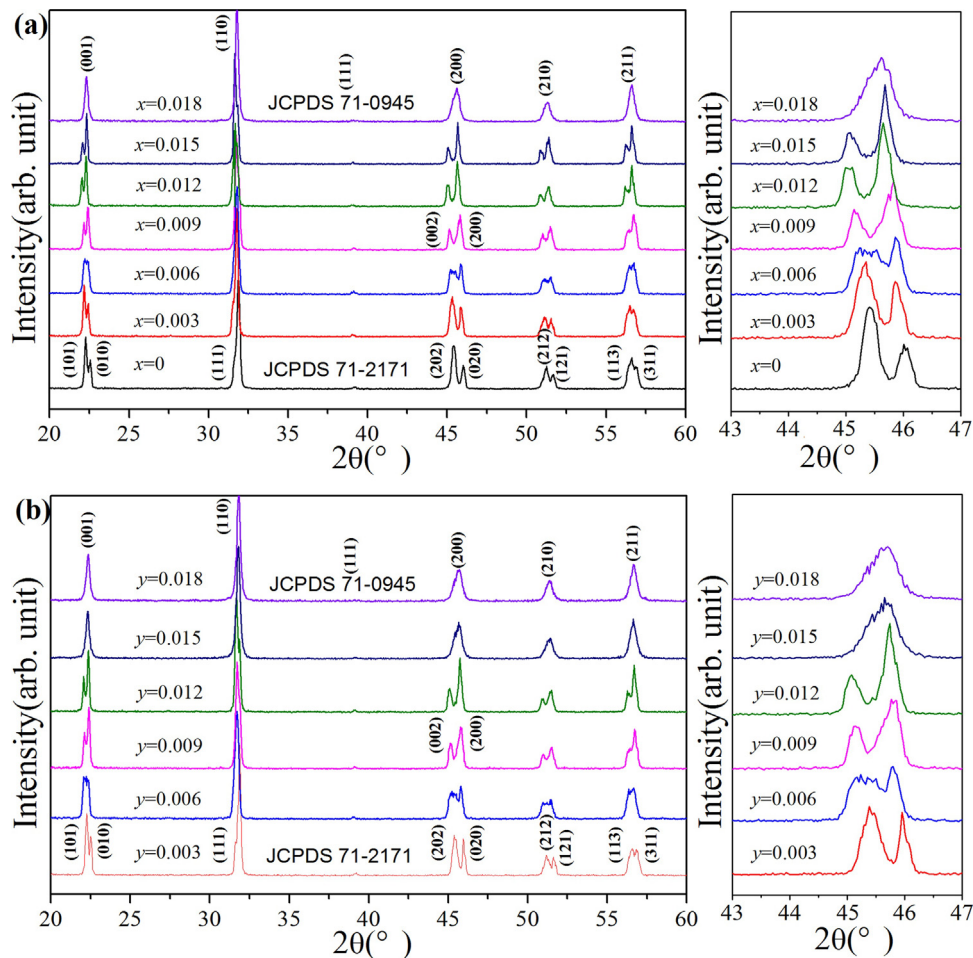 (a)
Intensity(arb. unit)
(001)
(110)
(111)
(200)
(210)
(211)
JCPDS 71-0945
x=0.018
x=0.015
x=0.012
x=0.009
(002)
(200)
x=0.006
x=0.003
x=0
(101)
(010)
(111)
JCPDS 71-2171
(202)
(020)
(212)
(121)
(113)
(311)
20 25 30 35 40 45 50 55 60
2θ(°)
Intensity(arb. unit)
x=0.018
x=0.015
x=0.012
x=0.009
x=0.006
x=0.003
x=0
43 44 45 46 47
2θ(°)
(b)
Intensity(arb. unit)
(001)
(110)
(111)
(200)
(210)
(211)
JCPDS 71-0945
y=0.018
y=0.015
y=0.012
y=0.009
(002)
(200)
y=0.006
y=0.003
(101)
(010)
(111)
JCPDS 71-2171
(202)
(020)
(212)
(121)
(113)
(311)
20 25 30 35 40 45 50 55 60
2θ(°)
Intensity(arb. unit)
y=0.018
y=0.015
y=0.012
y=0.009
y=0.006
y=0.003
43 44 45 46 47
2θ(°)